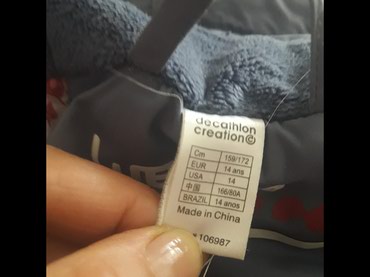 decathlon
creation©
Cm 159/172
EUR 14 ans
USA 14
中国 166/80A
BRAZIL 14 anos
Made in China
106987